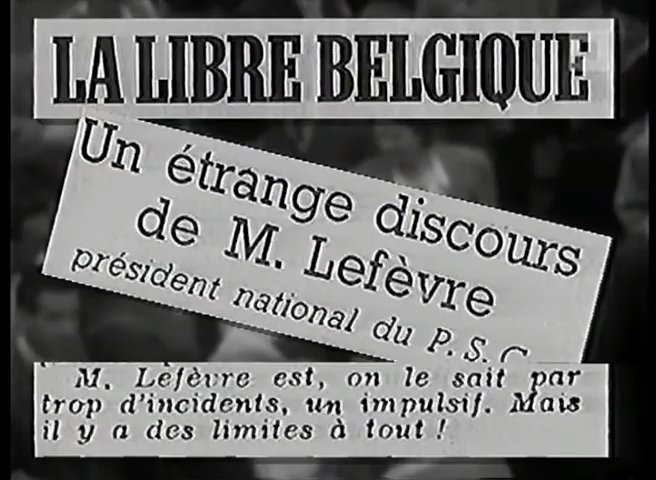 LA LIBRE BELGIQUE
Un étrange discours
de M. Lefèvre
président national du P.S.C.
M. Lefèvre est, on le sait par
trop d'incidents, un impulsif. Mais
il y a des limites à tout !